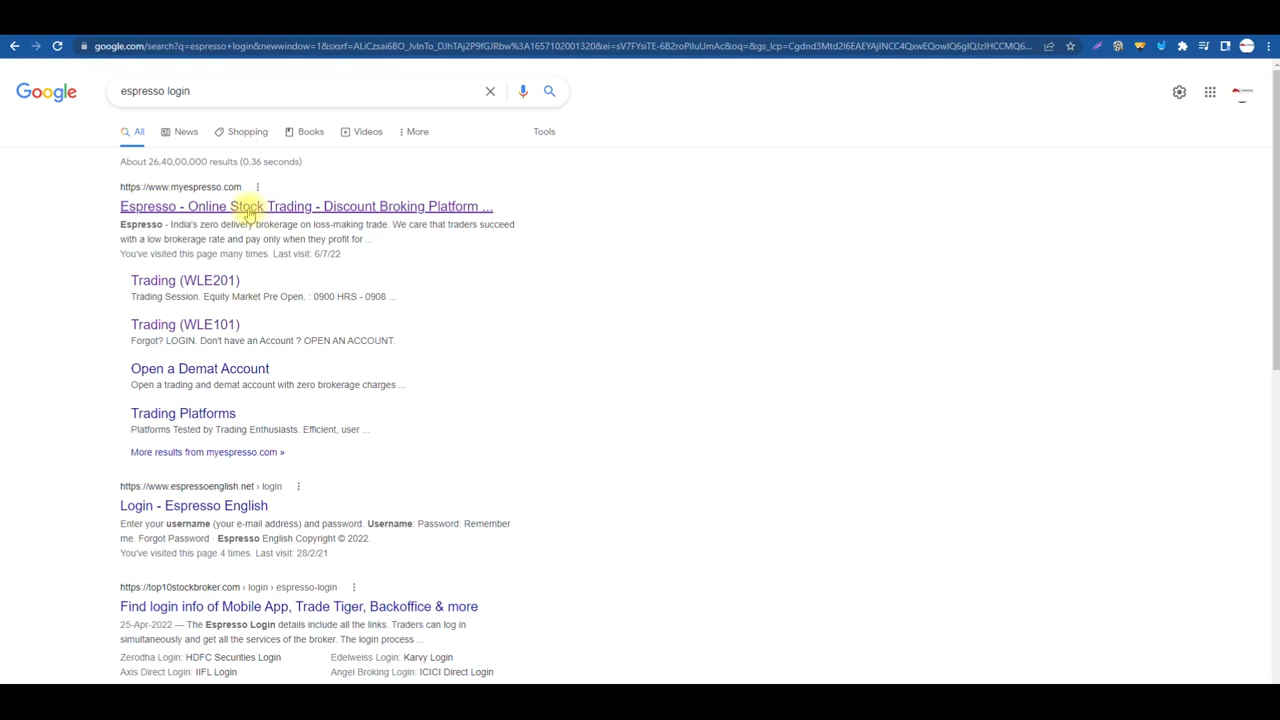 google.com/search?q=espresso+login&newwindow=1&sxsrf=ALiCzsai6BO_JvInTo_DJhTAj2P9fGJRbw%3A1657102001320&ei=sV7FYsiTE-6B2roPlIuUmAc&oq=&gs_lcp=Cgdnd3Mtd2l6EAEYAjINCC4QxwEQowIQ6gIQJzIHCCMQ6...
Google
espresso login
All
News
Shopping
Books
Videos
More
Tools
About 26,40,00,000 results (0.36 seconds)
https://www.myespresso.com
Espresso - Online Stock Trading - Discount Broking Platform ...
Espresso - India's zero delivery brokerage on loss-making trade. We care that traders succeed
with a low brokerage rate and pay only when they profit for ...
You've visited this page many times. Last visit: 6/7/22
Trading (WLE201)
Trading Session. Equity Market Pre Open. : 0900 HRS - 0908 ...
Trading (WLE101)
Forgot? LOGIN. Don't have an Account ? OPEN AN ACCOUNT.
Open a Demat Account
Open a trading and demat account with zero brokerage charges ...
Trading Platforms
Platforms Tested by Trading Enthusiasts. Efficient, user ...
More results from myespresso.com »
https://www.espressoenglish.net › login
Login - Espresso English
Enter your username (your e-mail address) and password. Username: Password: Remember
me. Forgot Password · Espresso English Copyright © 2022.
You've visited this page 4 times. Last visit: 28/2/21
https://top10stockbroker.com › login › espresso-login
Find login info of Mobile App, Trade Tiger, Backoffice & more
25-Apr-2022 — The Espresso Login details include all the links. Traders can log in
simultaneously and get all the services of the broker. The login process ...
Zerodha Login: HDFC Securities Login
Edelweiss Login: Karvy Login
Axis Direct Login: IIFL Login
Angel Broking Login: ICICI Direct Login